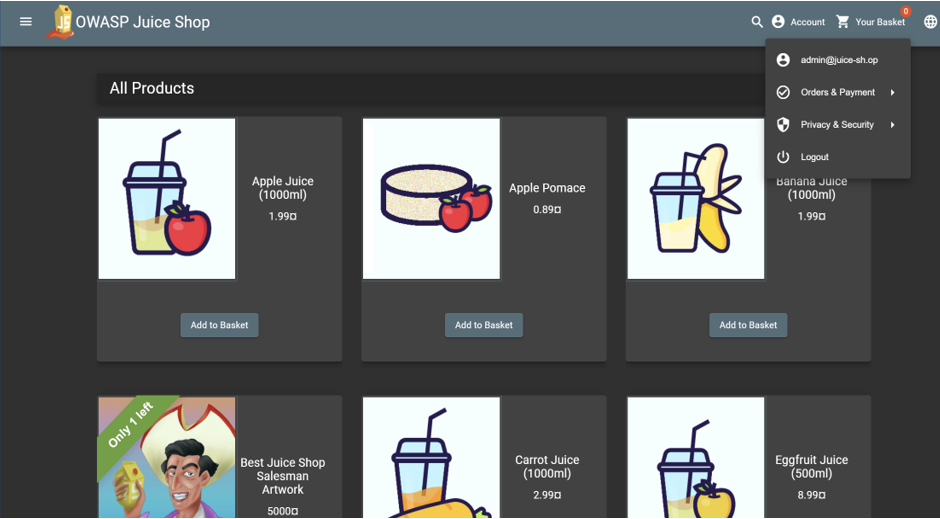 OWASP Juice Shop
Account
Your Basket
0
admin@juice-sh.op
Orders & Payment
Privacy & Security
Logout
All Products
Apple Juice
(1000ml)
1.99¤
Add to Basket
Apple Pomace
0.89¤
Add to Basket
Banana Juice
(1000ml)
1.99¤
Add to Basket
Only 1 left
Best Juice Shop
Salesman
Artwork
5000¤
Carrot Juice
(1000ml)
2.99¤
Eggfruit Juice
(500ml)
8.99¤